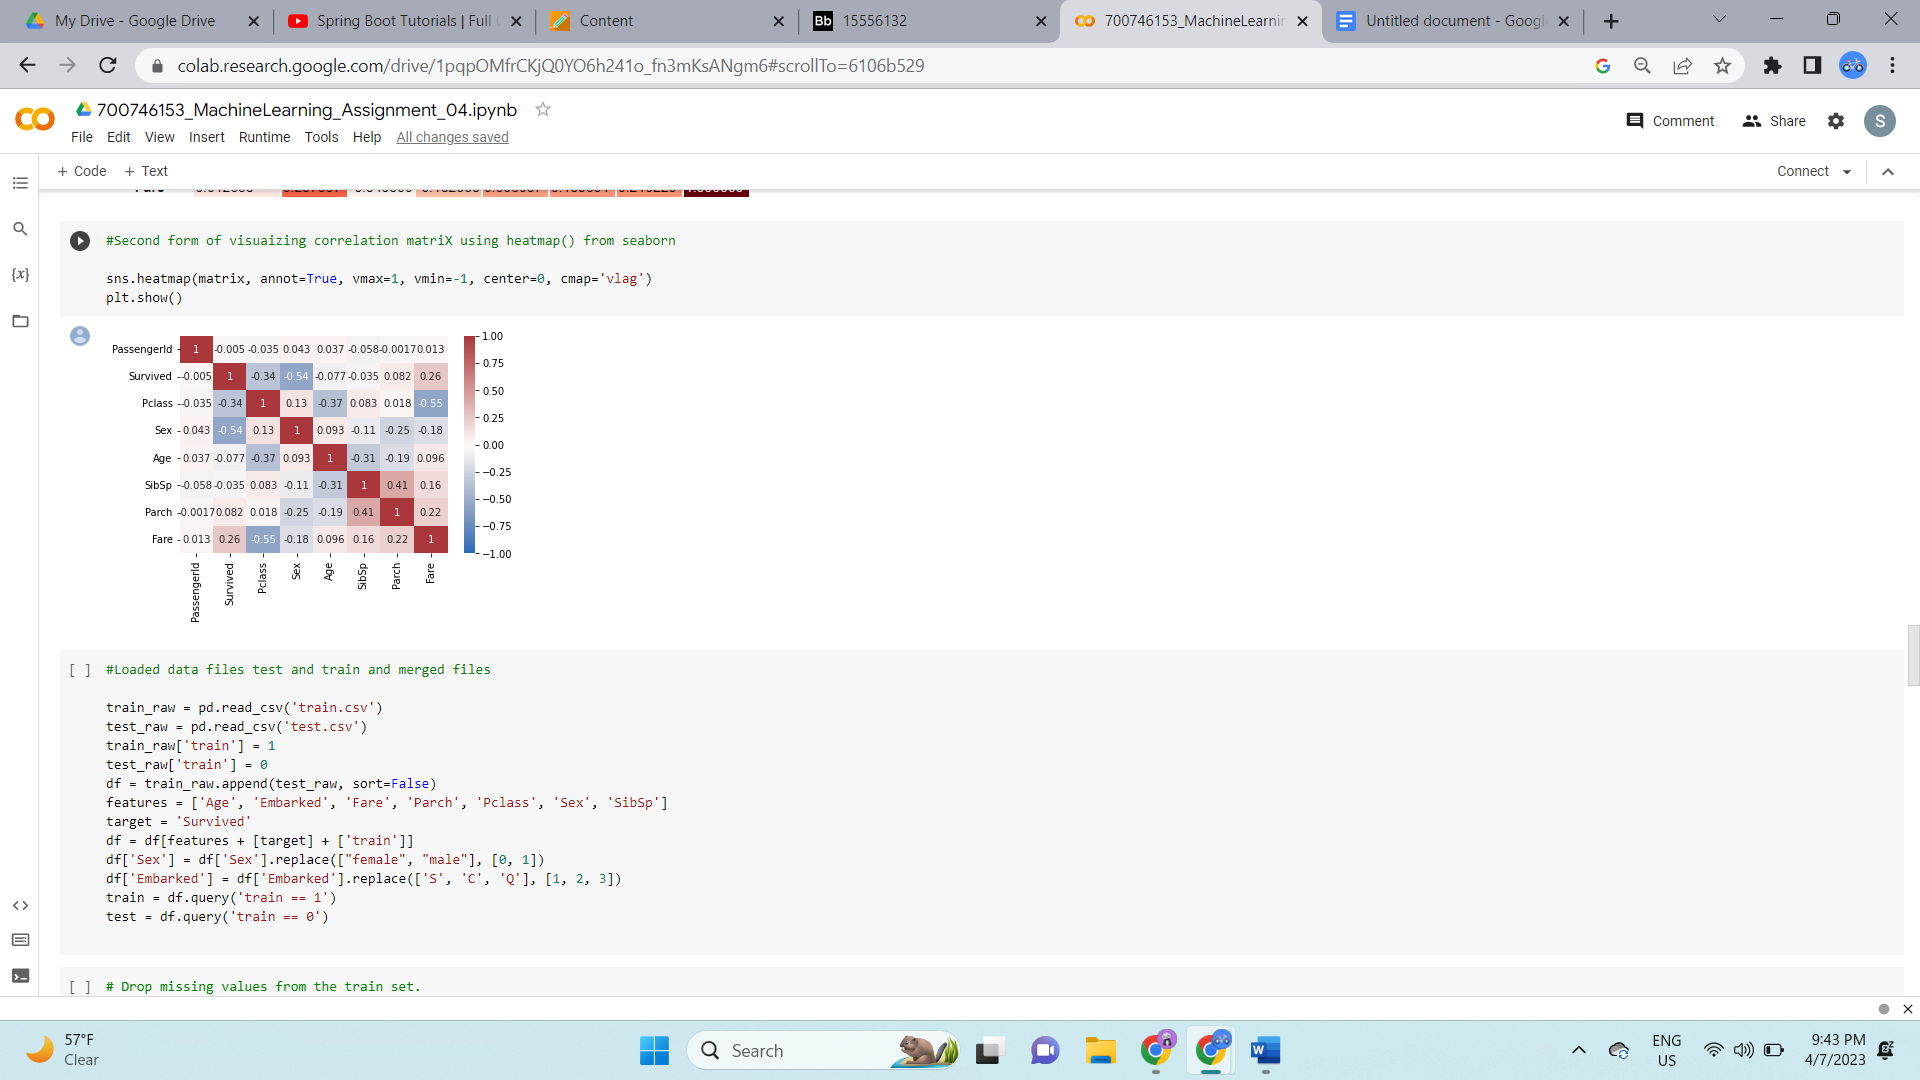 My Drive - Google Drive
Spring Boot Tutorials | Full
Content
Bb 15556132
700746153_MachineLearnin
Untitled document - Googl
colab.research.google.com/drive/1pqpOMfrCKjQ0YO6h241o_fn3mKsANgm6#scrollTo=6106b529
700746153_MachineLearning_Assignment_04.ipynb
Comment Share S
File Edit View Insert Runtime Tools Help All changes saved
+ Code + Text Connect
#Second form of visuaizing correlation matriX using heatmap() from seaborn
sns.heatmap(matrix, annot=True, vmax=1, vmin=-1, center=0, cmap='vlag')
plt.show()
PassengerId 1 -0.005 -0.035 0.043 0.037 -0.058 -0.0017 0.013
Survived -0.005 1 -0.34 -0.54 -0.077 -0.035 0.082 0.26
Pclass -0.035 -0.34 1 0.13 -0.37 0.083 0.018 -0.55
Sex 0.043 -0.54 0.13 1 0.093 -0.11 -0.25 -0.18
Age 0.037 -0.077 -0.37 0.093 1 -0.31 -0.19 0.096
SibSp -0.058 -0.035 0.083 -0.11 -0.31 1 0.41 0.16
Parch -0.0017 0.082 0.018 -0.25 -0.19 0.41 1 0.22
Fare 0.013 0.26 -0.55 -0.18 0.096 0.16 0.22 1
PassengerId Survived Pclass Sex Age SibSp Parch Fare
1.00
0.75
0.50
0.25
0.00
−0.25
−0.50
−0.75
−1.00
[ ] #Loaded data files test and train and merged files
train_raw = pd.read_csv('train.csv')
test_raw = pd.read_csv('test.csv')
train_raw['train'] = 1
test_raw['train'] = 0
df = train_raw.append(test_raw, sort=False)
features = ['Age', 'Embarked', 'Fare', 'Parch', 'Pclass', 'Sex', 'SibSp']
target = 'Survived'
df = df[features + [target] + ['train']]
df['Sex'] = df['Sex'].replace(["female", "male"], [0, 1])
df['Embarked'] = df['Embarked'].replace(['S', 'C', 'Q'], [1, 2, 3])
train = df.query('train == 1')
test = df.query('train == 0')
[ ] # Drop missing values from the train set.
57°F
Clear
Search
ENG
US
9:43 PM
4/7/2023